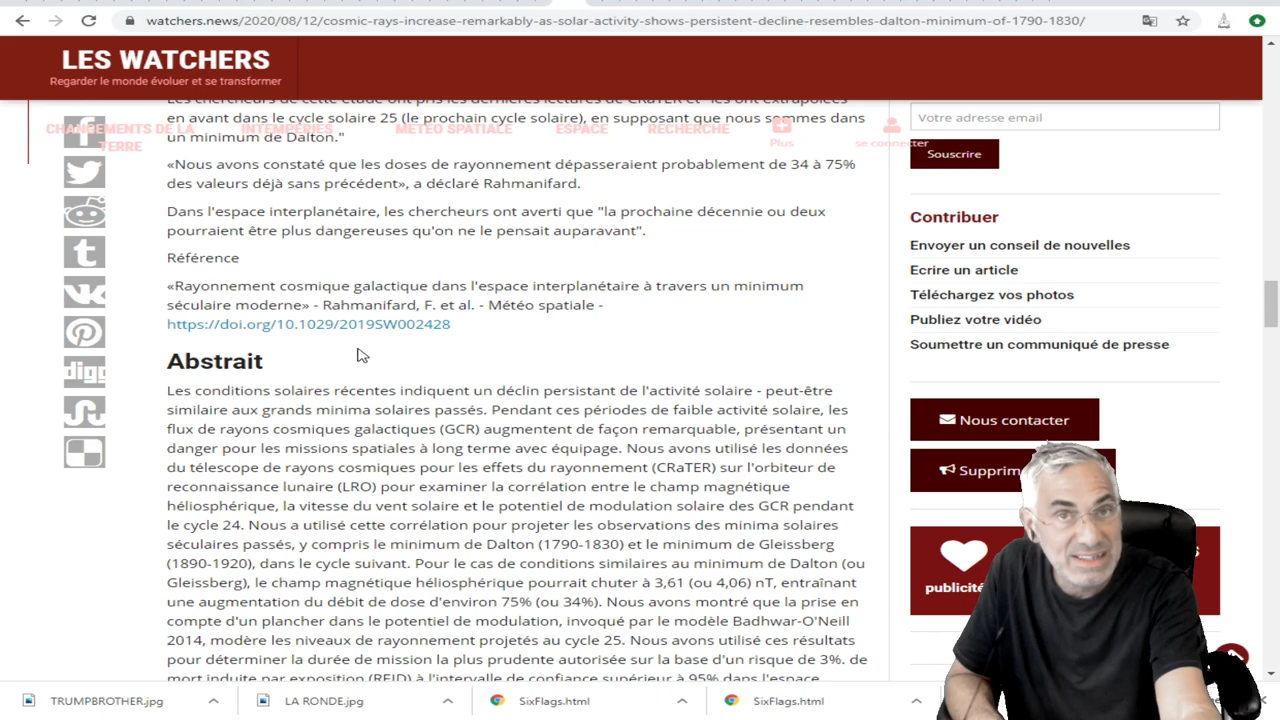 watchers.news/2020/08/12/cosmic-rays-increase-remarkably-as-solar-activity-shows-persistent-decline-resembles-dalton-minimum-of-1790-1830/
LES WATCHERS
Regarder le monde évoluer et se transformer
CHANGEMENTS DE LA TERRE
INTEMPÉRIES
MÉTÉO SPATIALE
ESPACE
RECHERCHE
Plus
se connecter
Les chercheurs de cette étude ont pris les dernières lectures de CRaTER et "les ont extrapolées
en avant dans le cycle solaire 25 (le prochain cycle solaire), en supposant que nous sommes dans
un minimum de Dalton."
«Nous avons constaté que les doses de rayonnement dépasseraient probablement de 34 à 75%
des valeurs déjà sans précédent», a déclaré Rahmanifard.
Dans l'espace interplanétaire, les chercheurs ont averti que "la prochaine décennie ou deux
pourraient être plus dangereuses qu'on ne le pensait auparavant".
Référence
«Rayonnement cosmique galactique dans l'espace interplanétaire à travers un minimum
séculaire moderne» - Rahmanifard, F. et al. - Météo spatiale -
https://doi.org/10.1029/2019SW002428
Abstrait
Les conditions solaires récentes indiquent un déclin persistant de l'activité solaire - peut-être
similaire aux grands minima solaires passés. Pendant ces périodes de faible activité solaire, les
flux de rayons cosmiques galactiques (GCR) augmentent de façon remarquable, présentant un
danger pour les missions spatiales à long terme avec équipage. Nous avons utilisé les données
du télescope de rayons cosmiques pour les effets du rayonnement (CRaTER) sur l'orbiteur de
reconnaissance lunaire (LRO) pour examiner la corrélation entre le champ magnétique
héliosphérique, la vitesse du vent solaire et le potentiel de modulation solaire des GCR pendant
le cycle 24. Nous a utilisé cette corrélation pour projeter les observations des minima solaires
séculaires passés, y compris le minimum de Dalton (1790-1830) et le minimum de Gleissberg
(1890-1920), dans le cycle suivant. Pour le cas de conditions similaires au minimum de Dalton (ou
Gleissberg), le champ magnétique héliosphérique pourrait chuter à 3,61 (ou 4,06) nT, entraînant
une augmentation du débit de dose d'environ 75% (ou 34%). Nous avons montré que la prise en
compte d'un plancher dans le potentiel de modulation, invoqué par le modèle Badhwar-O'Neill
2014, modère les niveaux de rayonnement projetés au cycle 25. Nous avons utilisé ces résultats
pour déterminer la durée de mission la plus prudente autorisée sur la base d'un risque de 3%. de
mort induite par exposition (REID) à l'intervalle de confiance supérieur à 95% dans l'espace
digg
Votre adresse email
Souscrire
Contribuer
Envoyer un conseil de nouvelles
Ecrire un article
Téléchargez vos photos
Publiez votre vidéo
Soumettre un communiqué de presse
Nous contacter
Supprim
publicité
TRUMPBROTHER.jpg
LA RONDE.jpg
SixFlags.html
SixFlags.html